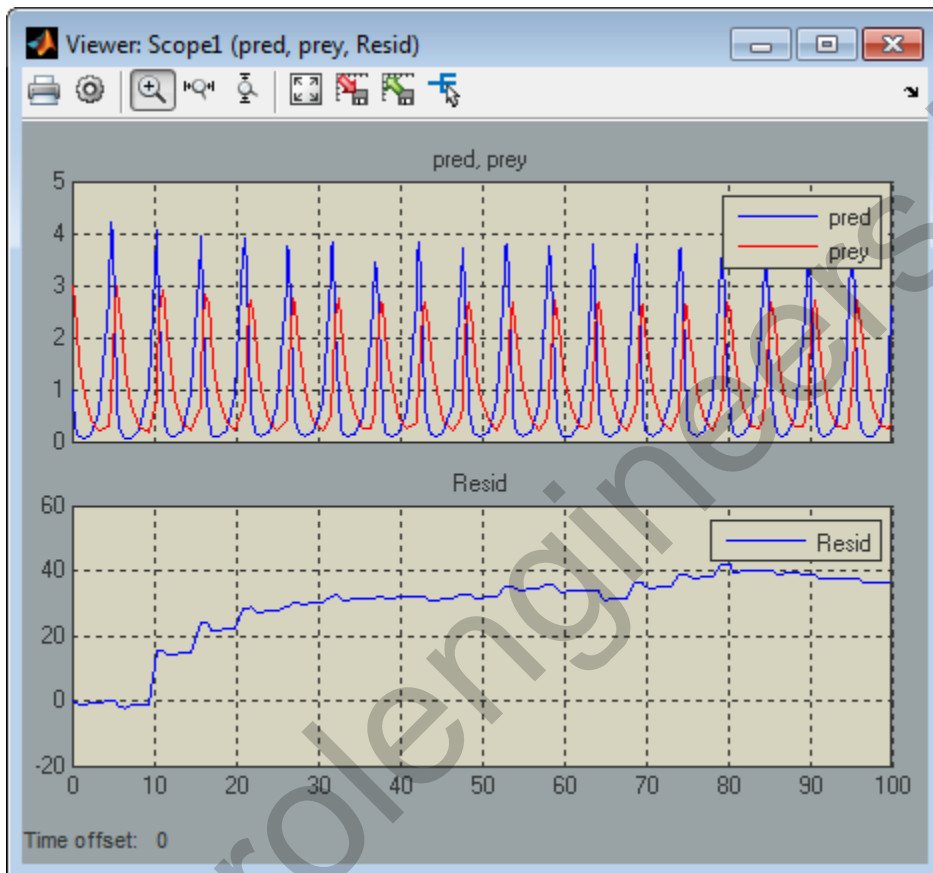 Viewer: Scope1 (pred, prey, Resid)
pred, prey
5
4
3
2
1
0
pred
prey
Resid
60
40
20
0
-20
Resid
0 10 20 30 40 50 60 70 80 90 100
Time offset: 0
rolengineers